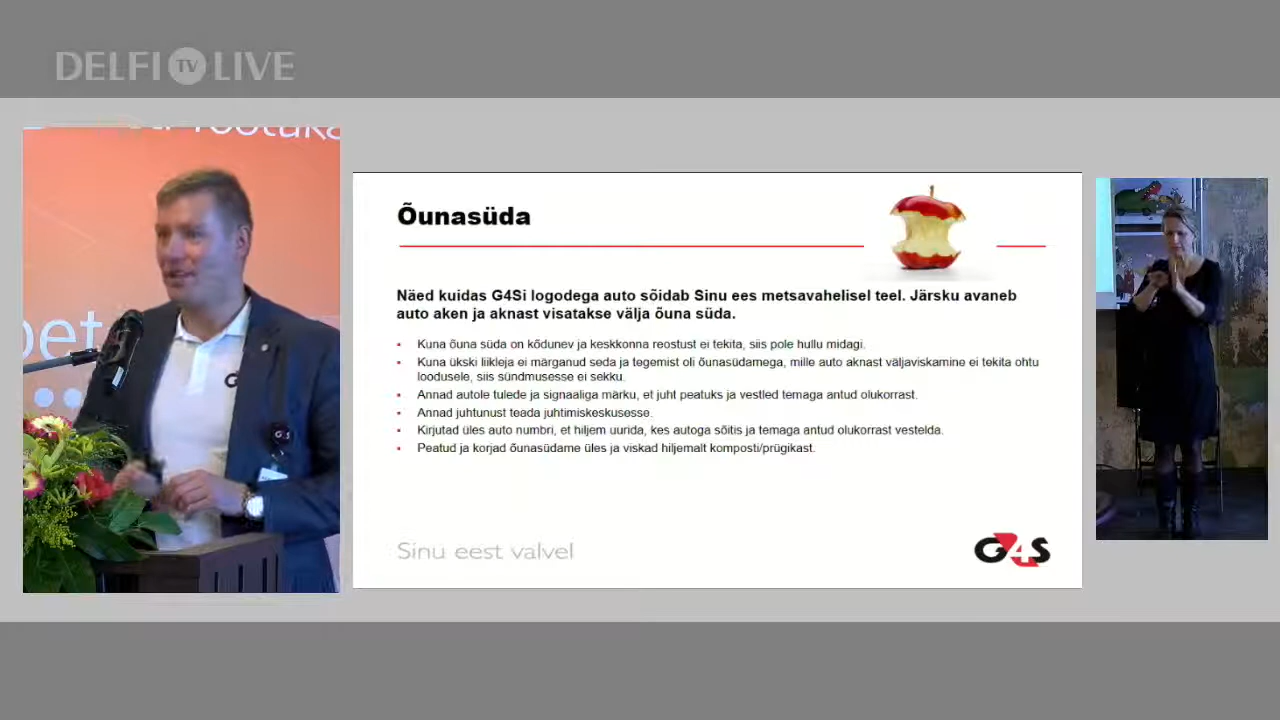 DELFI TV LIVE
Õunasüda
Näed kuidas G4Si logodega auto sõidab Sinu ees metsavahelisel teel. Järsku avaneb
auto aken ja aknast visatakse välja õuna süda.
Kuna õuna süda on kõdunev ja keskkonna reostust ei tekita, siis pole hullu midagi.
Kuna ükski liikleja ei märganud seda ja tegemist oli õunasüdamega, mille auto aknast väljaviskamine ei tekita ohtu
loodusele, siis sündmusesse ei sekku.
Annad autole tulede ja signaaliga märku, et juht peatuks ja vestled temaga antud olukorrast.
Annad juhtunust teada juhtimiskeskusesse.
Kirjutad üles auto numbri, et hiljem uurida, kes autoga sõitis ja temaga antud olukorrast vestelda.
Peatud ja korjad õunasüdame üles ja viskad hiljemalt komposti/prügikast.
Sinu eest valvel
G4S